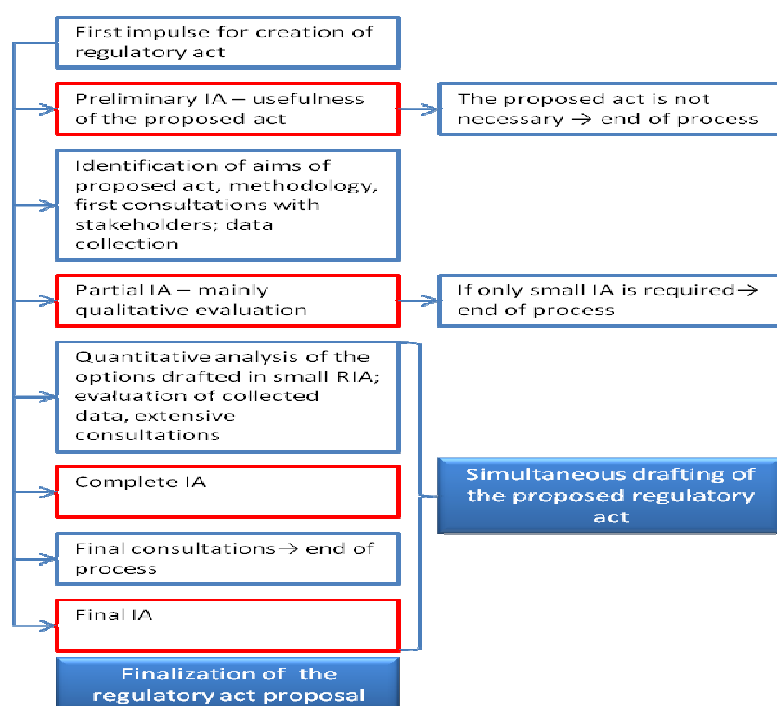 First impulse for creation of
regulatory act
Preliminary IA – usefulness
of the proposed act
The proposed act is not
necessary → end of process
Identification of aims of
proposed act, methodology,
first consultations with
stakeholders; data
collection
Partial IA – mainly
qualitative evaluation
If only small IA is required→
end of process
Quantitative analysis of the
options drafted in small RIA;
evaluation of collected
data, extensive
consultations
Simultaneous drafting of
the proposed regulatory
act
Complete IA
Final consultations→ end of
process
Final IA
Finalization of the
regulatory act proposal